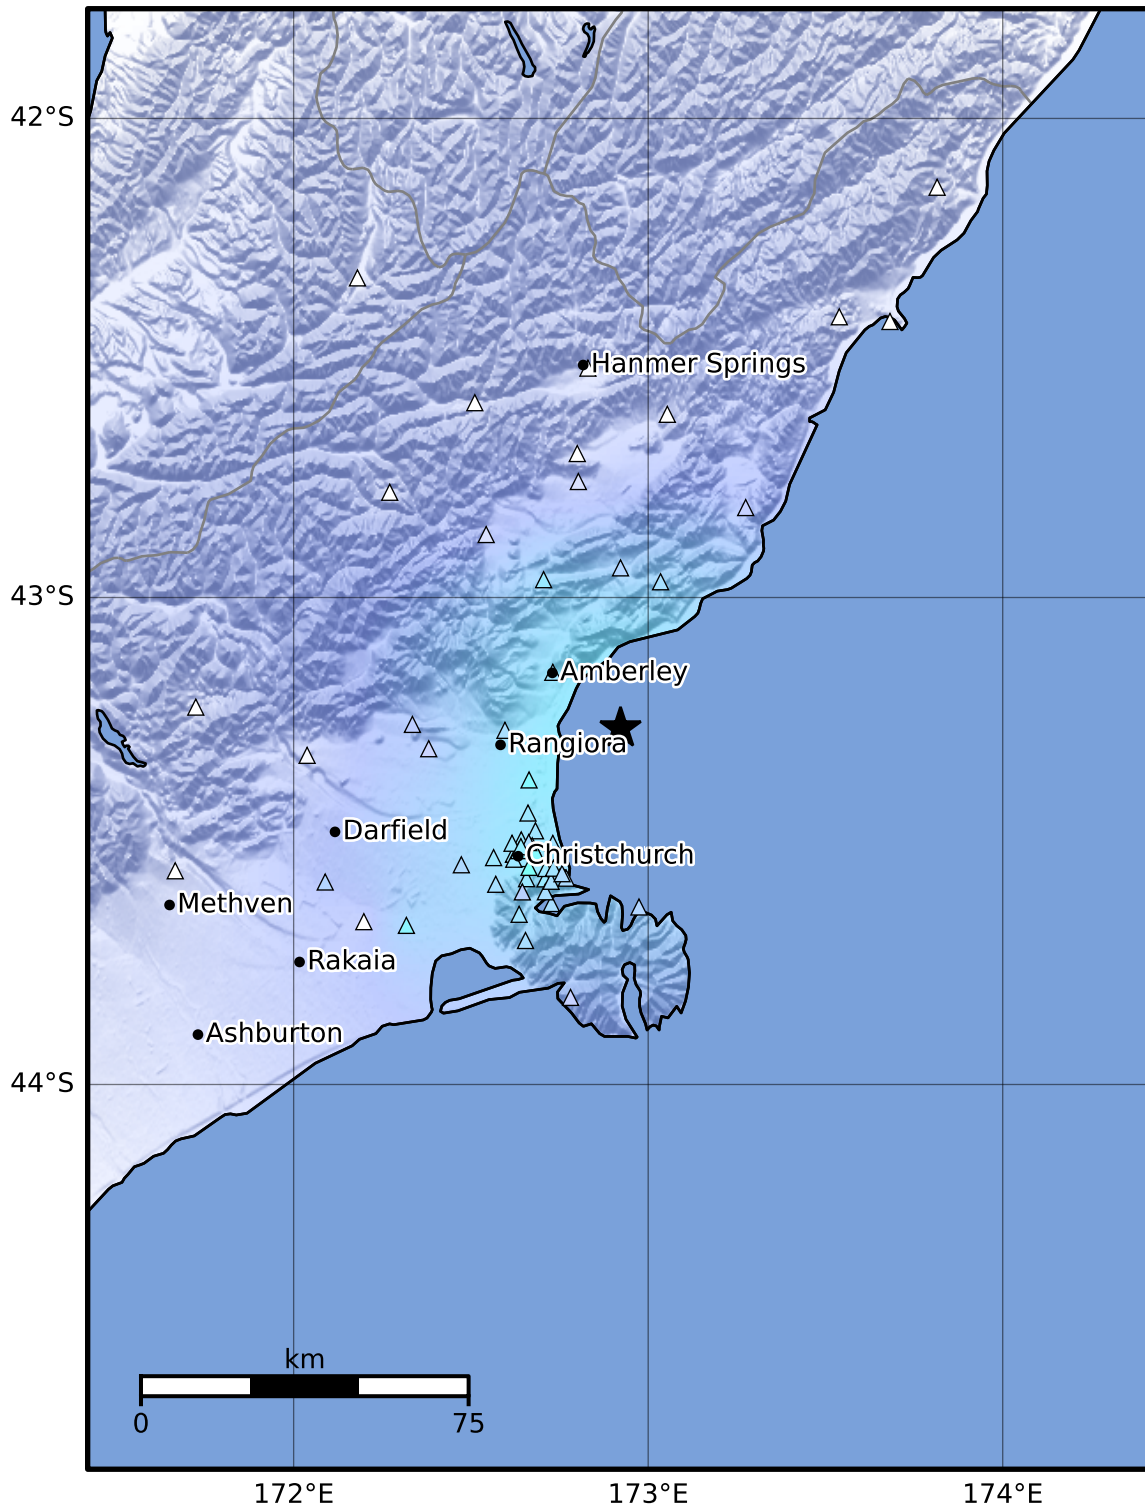 42°S
Hanmer Springs
43°S
Amberley
Rangiora
Darfield
Christchurch
Methven
Rakaia
Ashburton
44°S
km
0 75
172°E 173°E 174°E